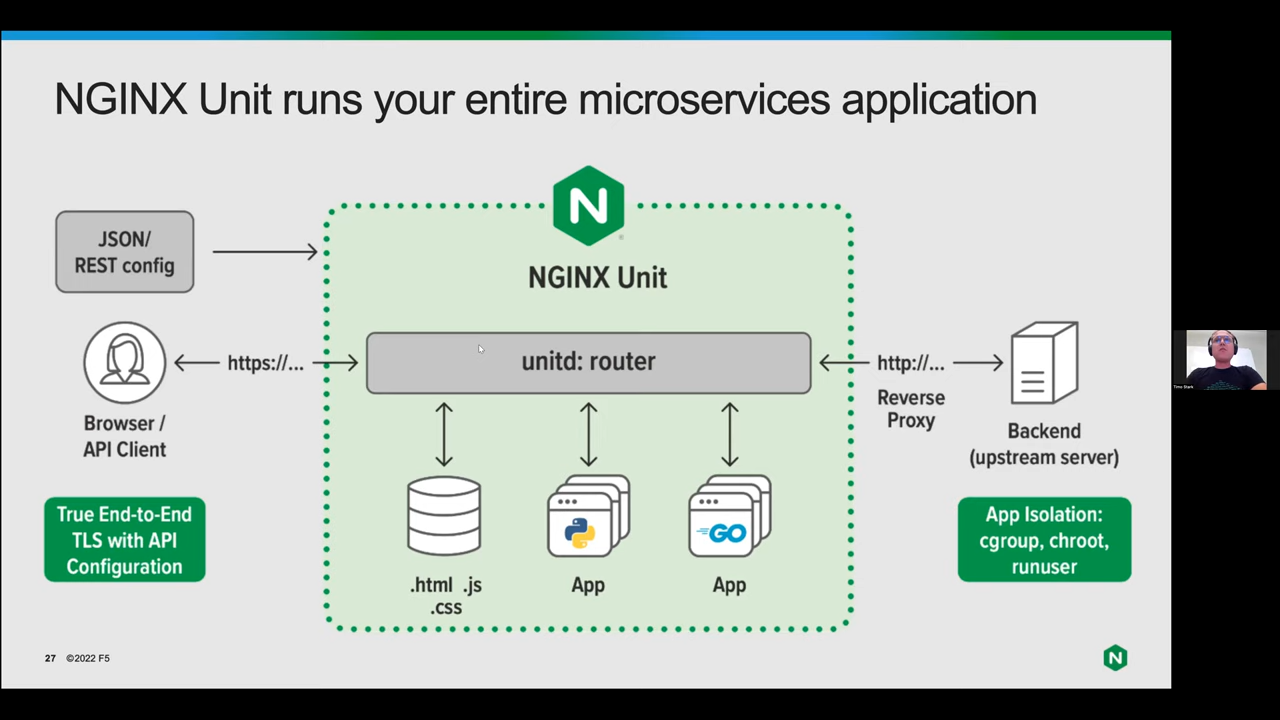 NGINX Unit runs your entire microservices application
N
NGINX Unit
JSON/
REST config
unitd: router
https://...
http://...
Reverse
Proxy
Browser /
API Client
Backend
(upstream server)
True End-to-End
TLS with API
Configuration
GO
App Isolation:
cgroup, chroot,
runuser
.html .js
.css
App
App
27 ©2022 F5
N
Timo Stark